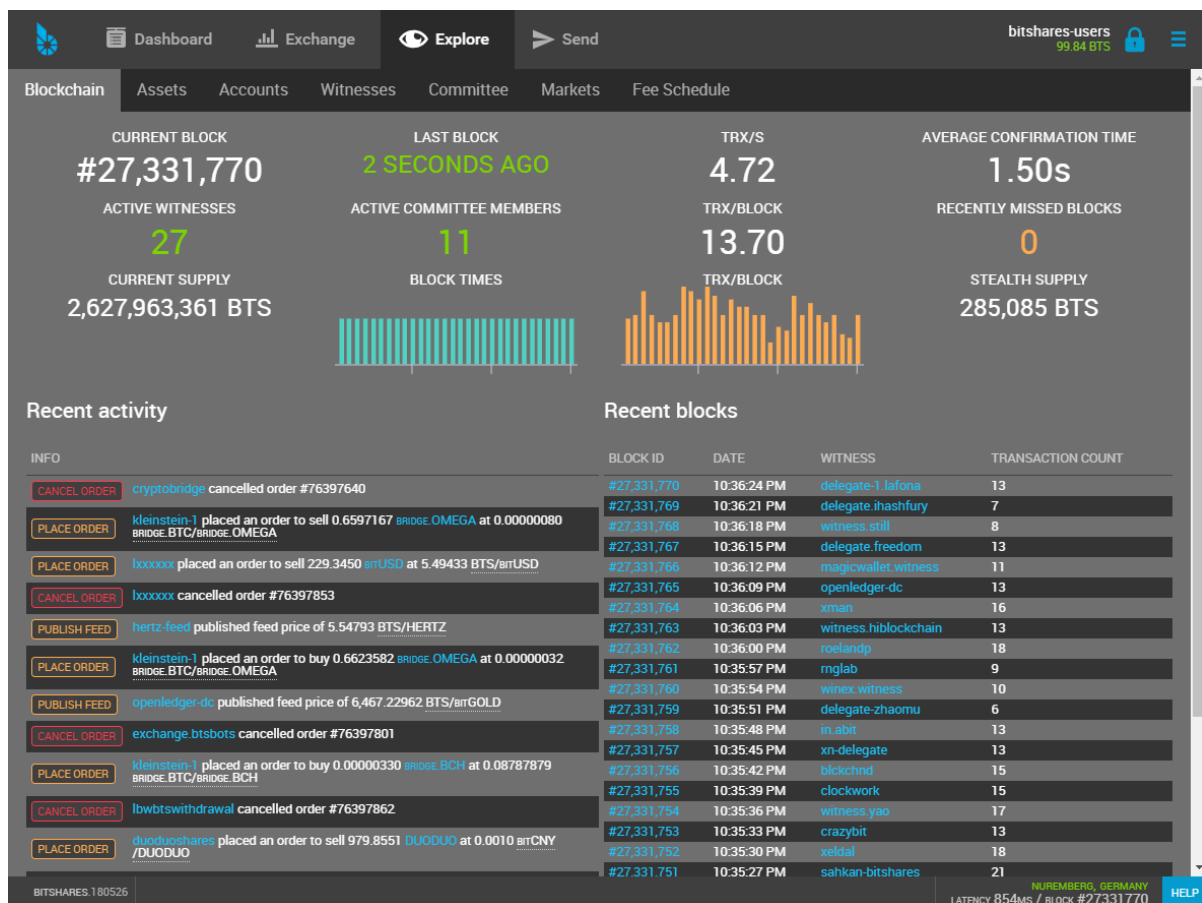 Dashboard Exchange Explore Send bitshares-users
99.84 BTS
Blockchain Assets Accounts Witnesses Committee Markets Fee Schedule
CURRENT BLOCK LAST BLOCK TRX/S AVERAGE CONFIRMATION TIME
#27,331,770 2 SECONDS AGO 4.72 1.50s
ACTIVE WITNESSES ACTIVE COMMITTEE MEMBERS TRX/BLOCK RECENTLY MISSED BLOCKS
27 11 13.70 0
CURRENT SUPPLY BLOCK TIMES TRX/BLOCK STEALTH SUPPLY
2,627,963,361 BTS 285,085 BTS
Recent activity
INFO
CANCEL ORDER cryptobridge cancelled order #76397640
PLACE ORDER kleinstein-1 placed an order to sell 0.6597167 BRIDGE.OMEGA at 0.00000080
BRIDGE.BTC/BRIDGE.OMEGA
PLACE ORDER lxxxxxx placed an order to sell 229.3450 BITUSD at 5.49433 BTS/BITUSD
CANCEL ORDER lxxxxxx cancelled order #76397853
PUBLISH FEED hertz-feed published feed price of 5.54793 BTS/HERTZ
PLACE ORDER kleinstein-1 placed an order to buy 0.6623582 BRIDGE.OMEGA at 0.00000032
BRIDGE.BTC/BRIDGE.OMEGA
PUBLISH FEED openledger-dc published feed price of 6,467.22962 BTS/BITGOLD
CANCEL ORDER exchange.btsbots cancelled order #76397801
PLACE ORDER kleinstein-1 placed an order to buy 0.00000330 BRIDGE.BCH at 0.08787879
BRIDGE.BTC/BRIDGE.BCH
CANCEL ORDER lbwbtswithdrawal cancelled order #76397862
PLACE ORDER duoduoshares placed an order to sell 979.8551 DUODUO at 0.0010 BITCNY
/DUODUO
Recent blocks
BLOCK ID DATE WITNESS TRANSACTION COUNT
#27,331,770 10:36:24 PM delegate-1.lafona 13
#27,331,769 10:36:21 PM delegate.ihashfury 7
#27,331,768 10:36:18 PM witness.still 8
#27,331,767 10:36:15 PM delegate.freedom 13
#27,331,766 10:36:12 PM magicwallet.witness 11
#27,331,765 10:36:09 PM openledger-dc 13
#27,331,764 10:36:06 PM xman 16
#27,331,763 10:36:03 PM witness.hiblockchain 13
#27,331,762 10:36:00 PM roelandp 18
#27,331,761 10:35:57 PM rnglab 9
#27,331,760 10:35:54 PM winex.witness 10
#27,331,759 10:35:51 PM delegate-zhaomu 6
#27,331,758 10:35:48 PM in.abit 13
#27,331,757 10:35:45 PM xn-delegate 13
#27,331,756 10:35:42 PM blckchnd 15
#27,331,755 10:35:39 PM clockwork 15
#27,331,754 10:35:36 PM witness.yao 17
#27,331,753 10:35:33 PM crazybit 13
#27,331,752 10:35:30 PM xeldal 18
#27,331,751 10:35:27 PM sahkan-bitshares 21
BITSHARES.180526 NUREMBERG, GERMANY
LATENCY 854MS / BLOCK #27331770 HELP